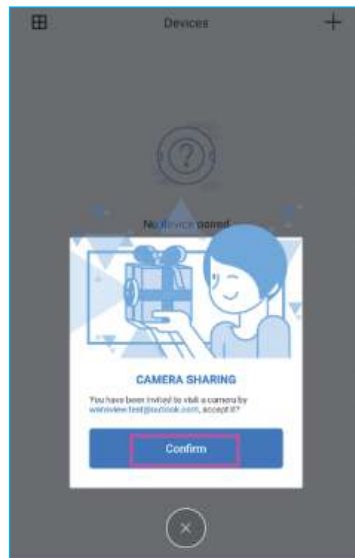 Devices
No device paired
CAMERA SHARING
You have been invited to visit a camera by
wansview.test@outlook.com, accept it?
Confirm